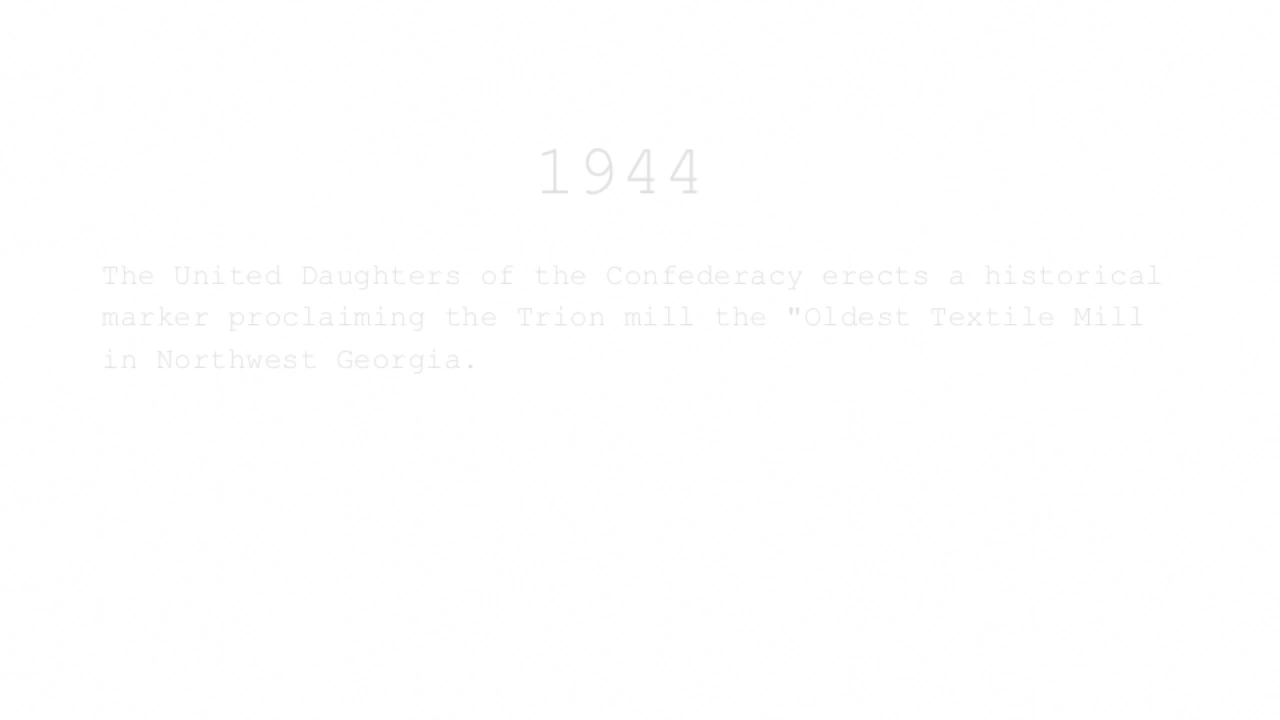 1944
The United Daughters of the Confederacy erects a historical
marker proclaiming the Trion mill the "Oldest Textile Mill
in Northwest Georgia.